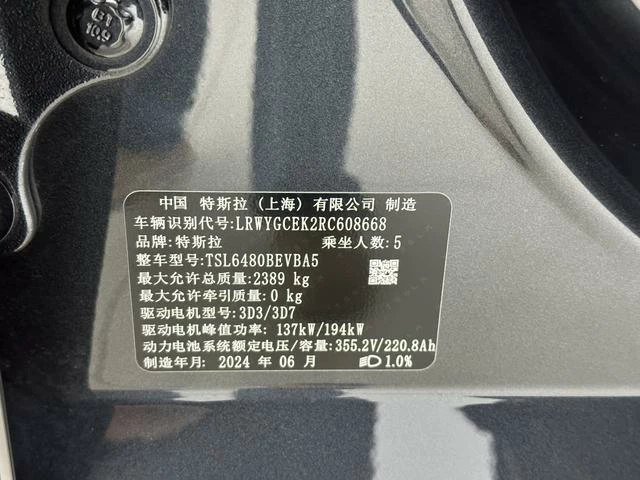 GT
10.9
中国 特斯拉 (上海) 有限公司 制造
车辆识别代号:LRWYGCEK2RC608668
品牌:特斯拉 乘坐人数:5
整车型号:TSL6480BEVBA5
最大允许总质量:2389 kg
最大允许牵引质量:0 kg
驱动电机型号:3D3/3D7
驱动电机峰值功率: 137kW/194kW
动力电池系统额定电压/容量:355.2V/220.8Ah
制造年月: 2024 年 06 月 1.0%